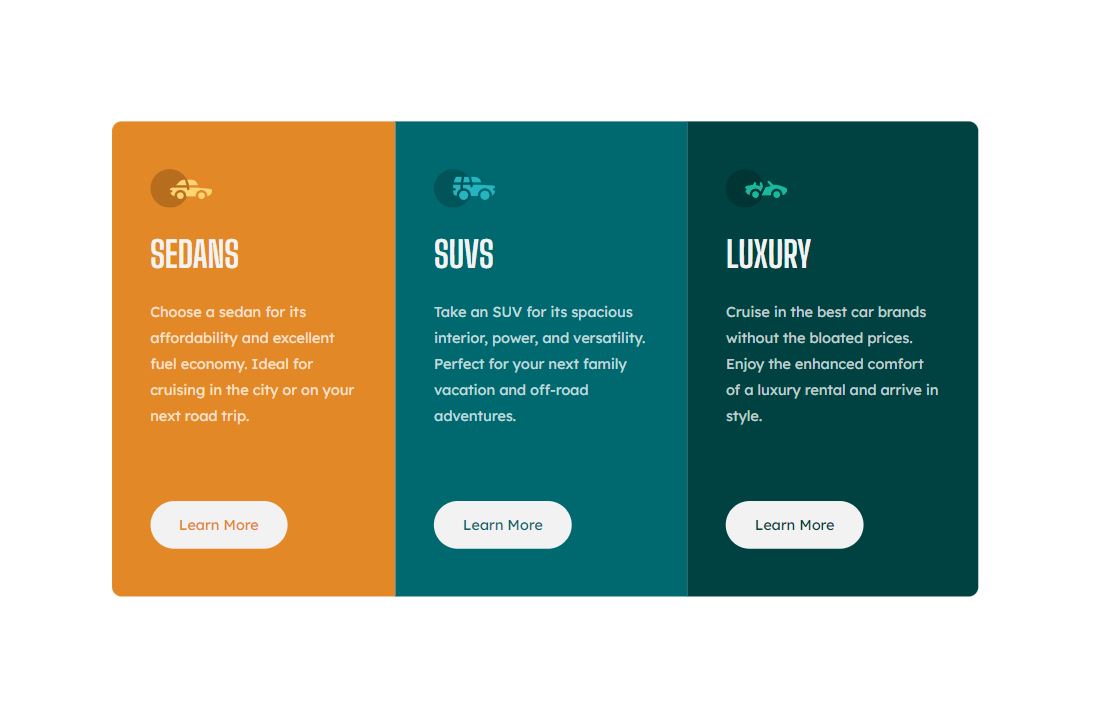 SEDANS
Choose a sedan for its
affordability and excellent
fuel economy. Ideal for
cruising in the city or on your
next road trip.
Learn More
SUVS
Take an SUV for its spacious
interior, power, and versatility.
Perfect for your next family
vacation and off-road
adventures.
Learn More
LUXURY
Cruise in the best car brands
without the bloated prices.
Enjoy the enhanced comfort
of a luxury rental and arrive in
style.
Learn More